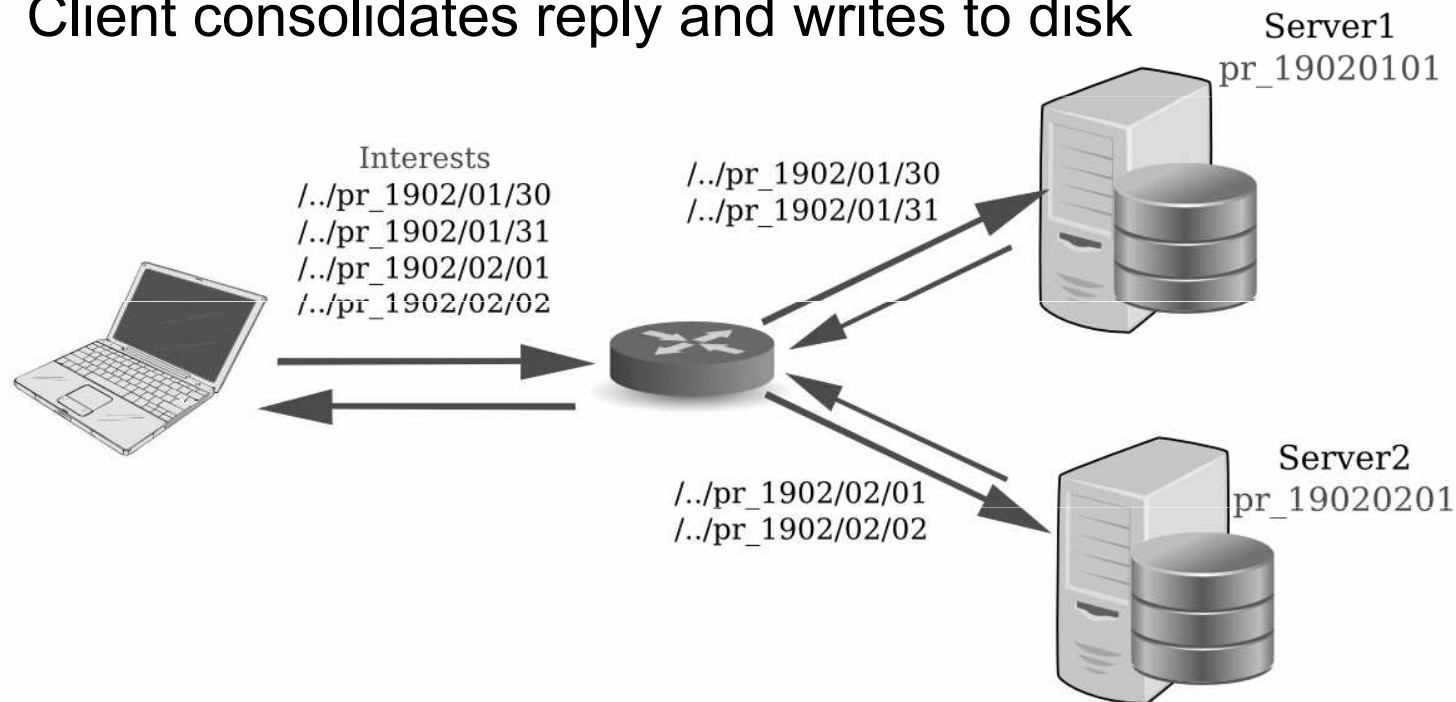 Client consolidates reply and writes to disk
Server1
pr_19020101
Interests
/../pr_1902/01/30
/../pr_1902/01/31
/../pr_1902/02/01
/../pr_1902/02/02
/../pr_1902/01/30
/../pr_1902/01/31
/../pr_1902/02/01
/../pr_1902/02/02
Server2
pr_19020201